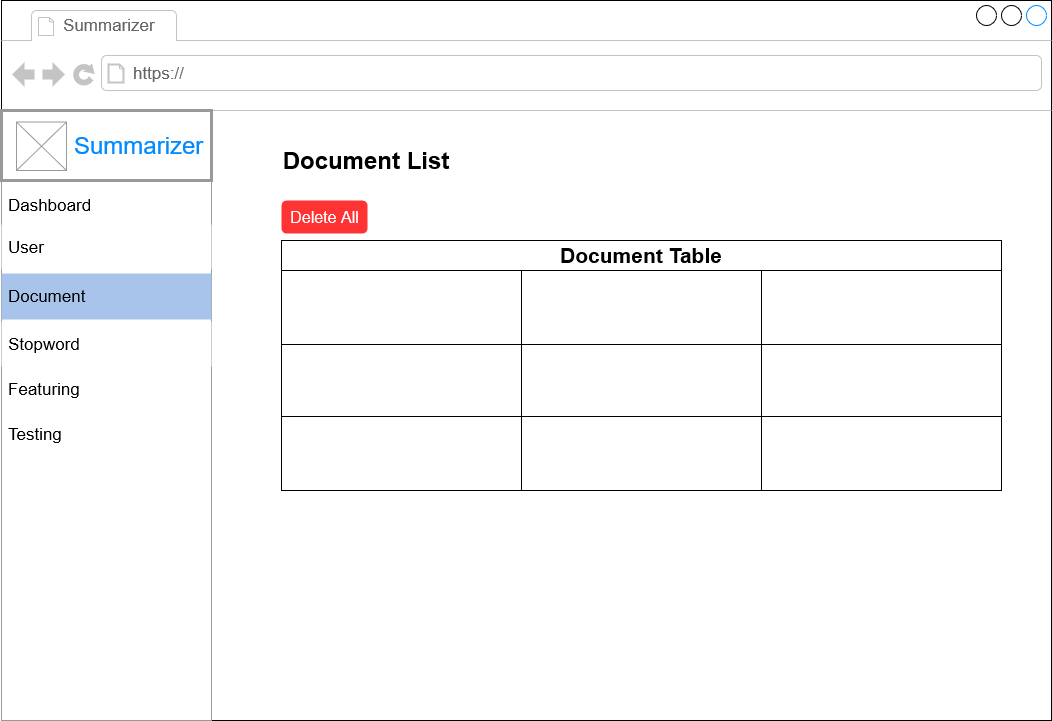 Summarizer
https://
Summarizer
Dashboard
User
Document
Stopword
Featuring
Testing
Document List
Delete All
Document Table